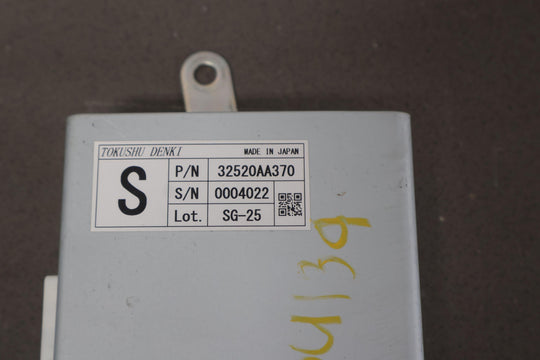 TOKUSHU DENKI MADE IN JAPAN
S
P/N 32520AA370
S/N 0004022
Lot. SG-25